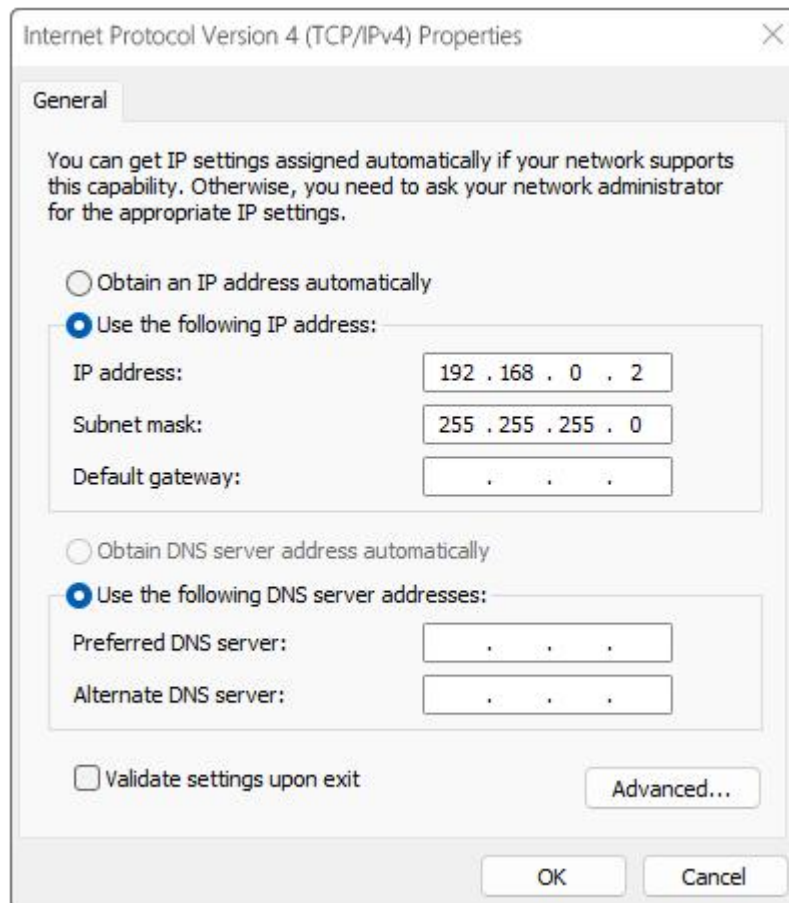 Internet Protocol Version 4 (TCP/IPv4) Properties
General
You can get IP settings assigned automatically if your network supports
this capability. Otherwise, you need to ask your network administrator
for the appropriate IP settings.
Obtain an IP address automatically
Use the following IP address:
IP address: 192 . 168 . 0 . 2
Subnet mask: 255 . 255 . 255 . 0
Default gateway: . . .
Obtain DNS server address automatically
Use the following DNS server addresses:
Preferred DNS server: . . .
Alternate DNS server: . . .
Validate settings upon exit
Advanced...
OK Cancel